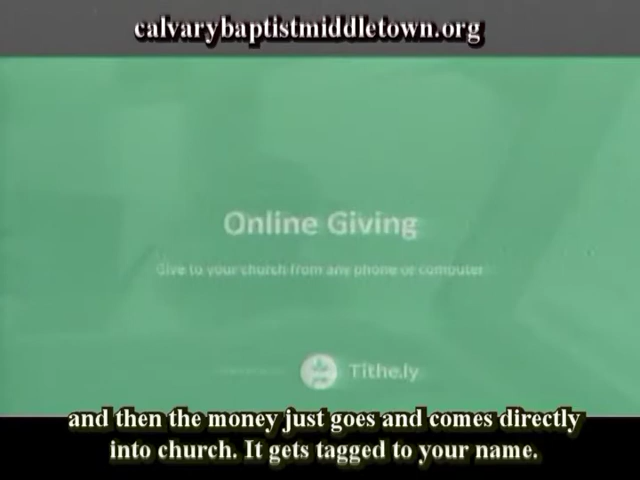 calvarybaptistmiddletown.org
Online Giving
Give to your church from any phone or computer
Tithe.ly
and then the money just goes and comes directly
into church. It gets tagged to your name.